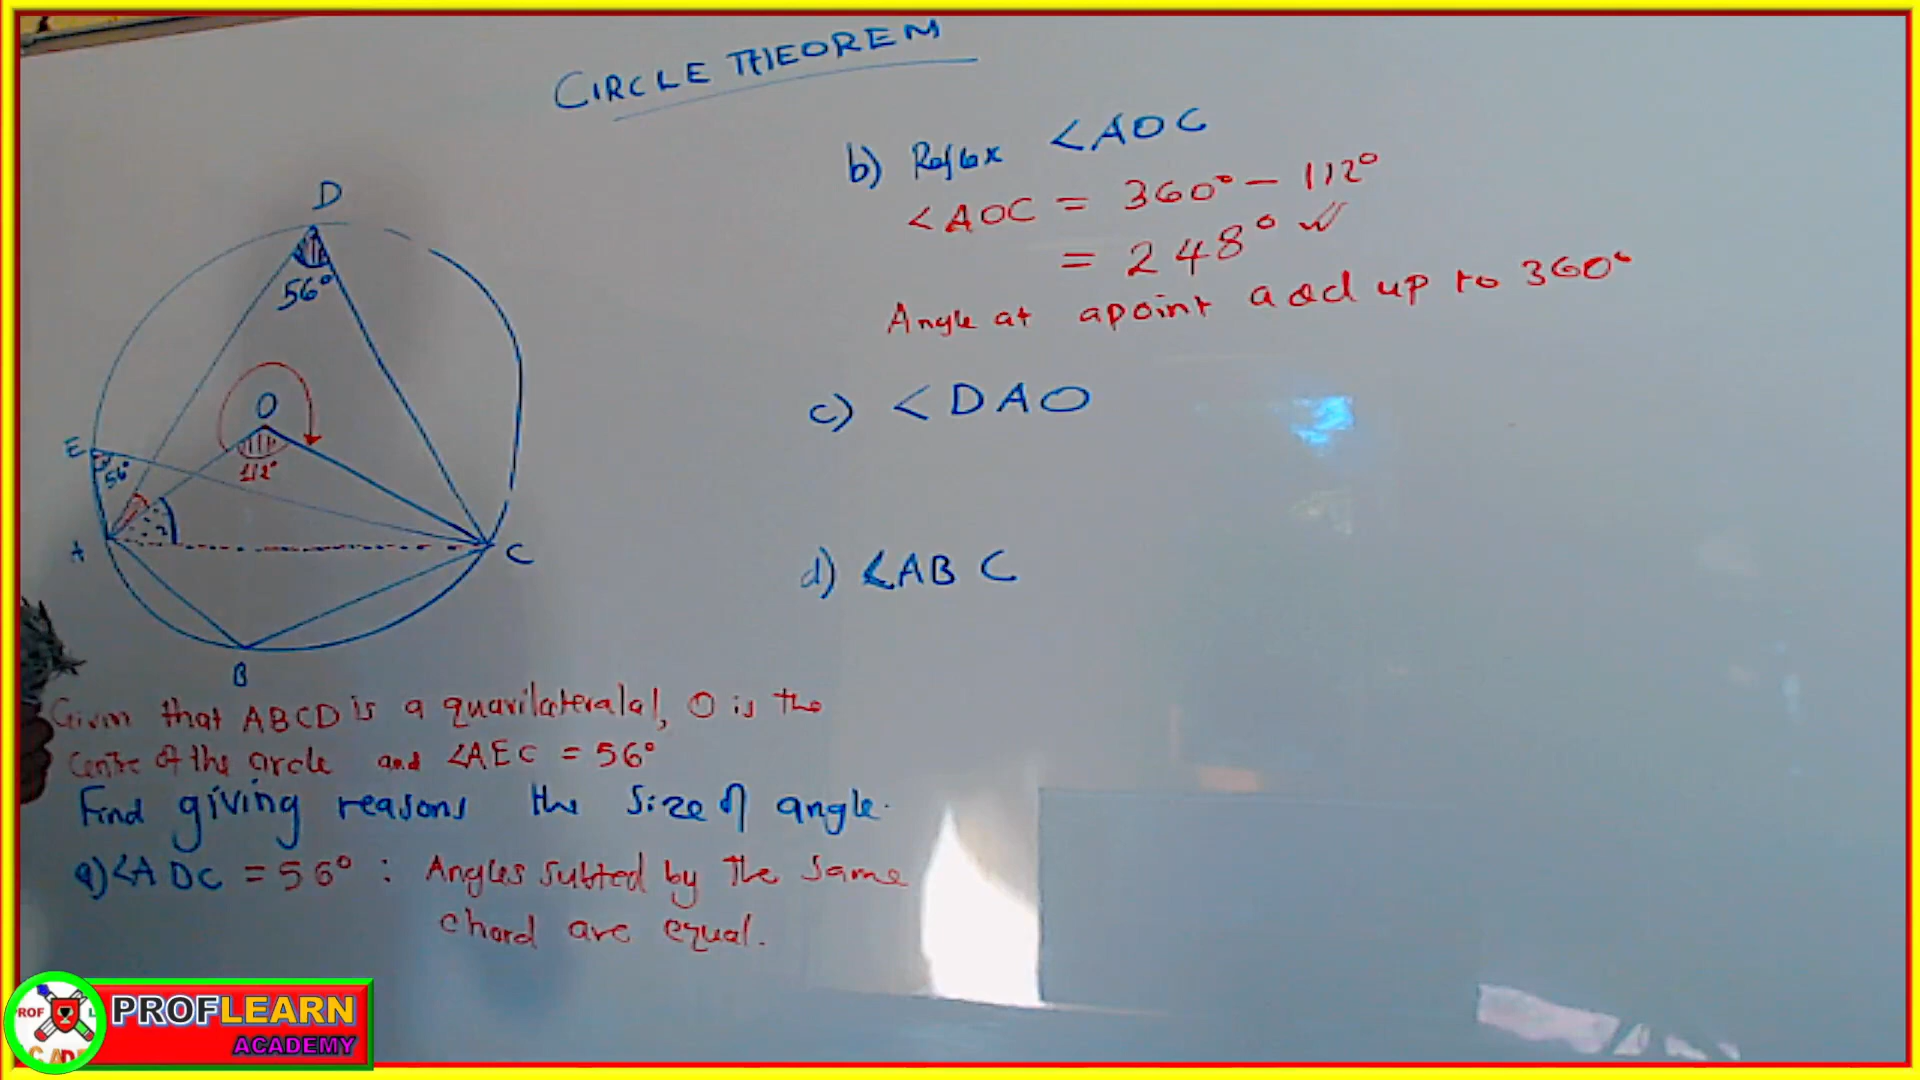 CIRCLE THEOREM
D
56°
O
112°
E
56°
A
C
B
Given that ABCD is a quavilateralal, O is the
Centre of the circle and <AEC = 56°
Find giving reasons the size of angle.
a) <ADC = 56° : Angles subted by the same
chord are equal.
b) Reflex <AOC
<AOC = 360° - 112°
= 248°
Angle at apoint add up to 360°
c) <DAO
d) <ABC
PROFLEARN
ACADEMY